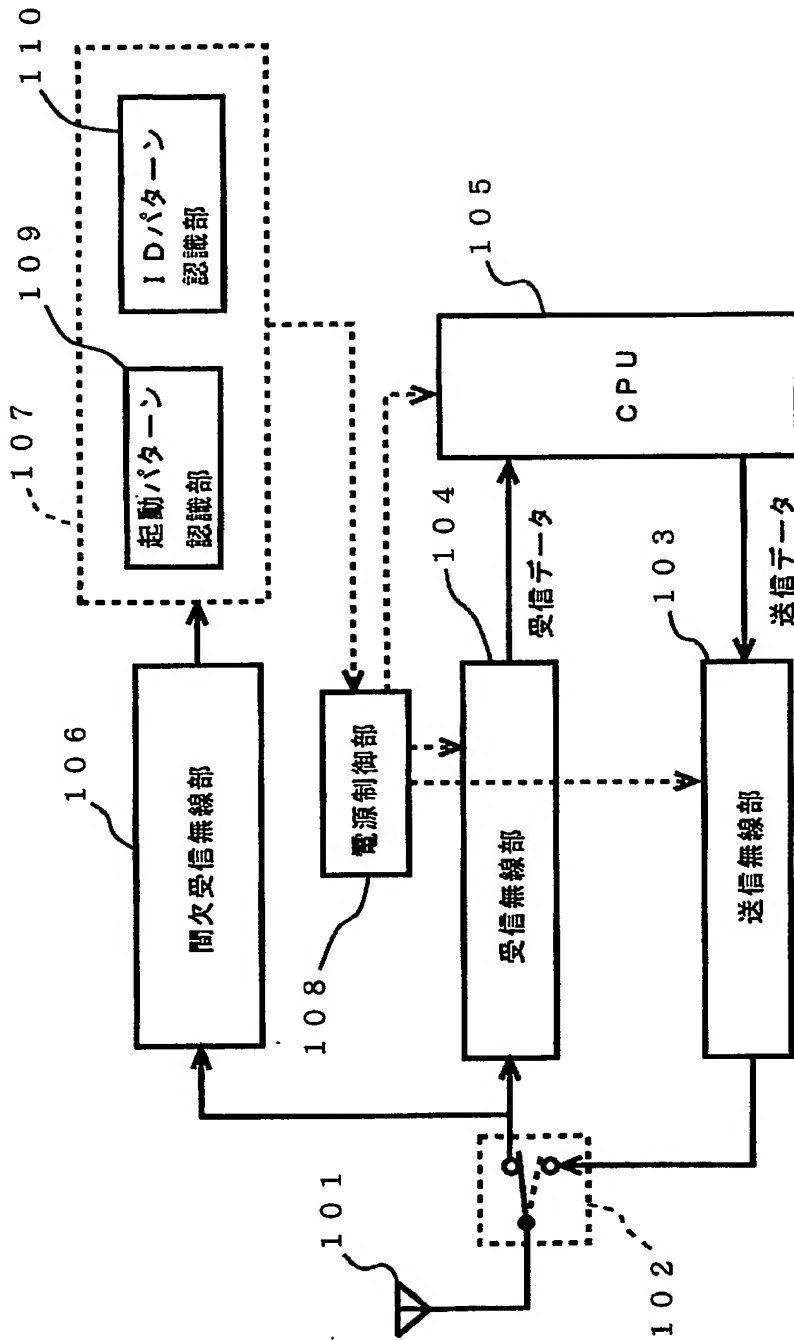 １０７
１０９
１１０
起動パターン
認識部
ＩＤパターン
認識部
１０６
間欠受信無線部
電源制御部
１０８
１０５
ＣＰＵ
１０４
受信無線部
受信データ
１０３
送信無線部
送信データ
１０１
１０２